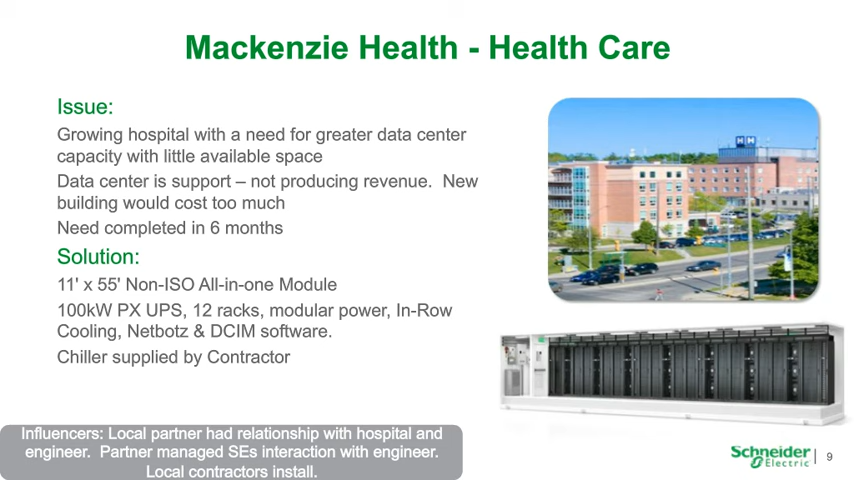 Mackenzie Health - Health Care
Issue:
Growing hospital with a need for greater data center
capacity with little available space
Data center is support – not producing revenue.  New
building would cost too much
Need completed in 6 months
Solution:
11' x 55' Non-ISO All-in-one Module
100kW PX UPS, 12 racks, modular power, In-Row
Cooling, Netbotz & DCIM software.
Chiller supplied by Contractor
H H
Influencers: Local partner had relationship with hospital and
engineer.  Partner managed SEs interaction with engineer.
Local contractors install.
Schneider
Electric
9